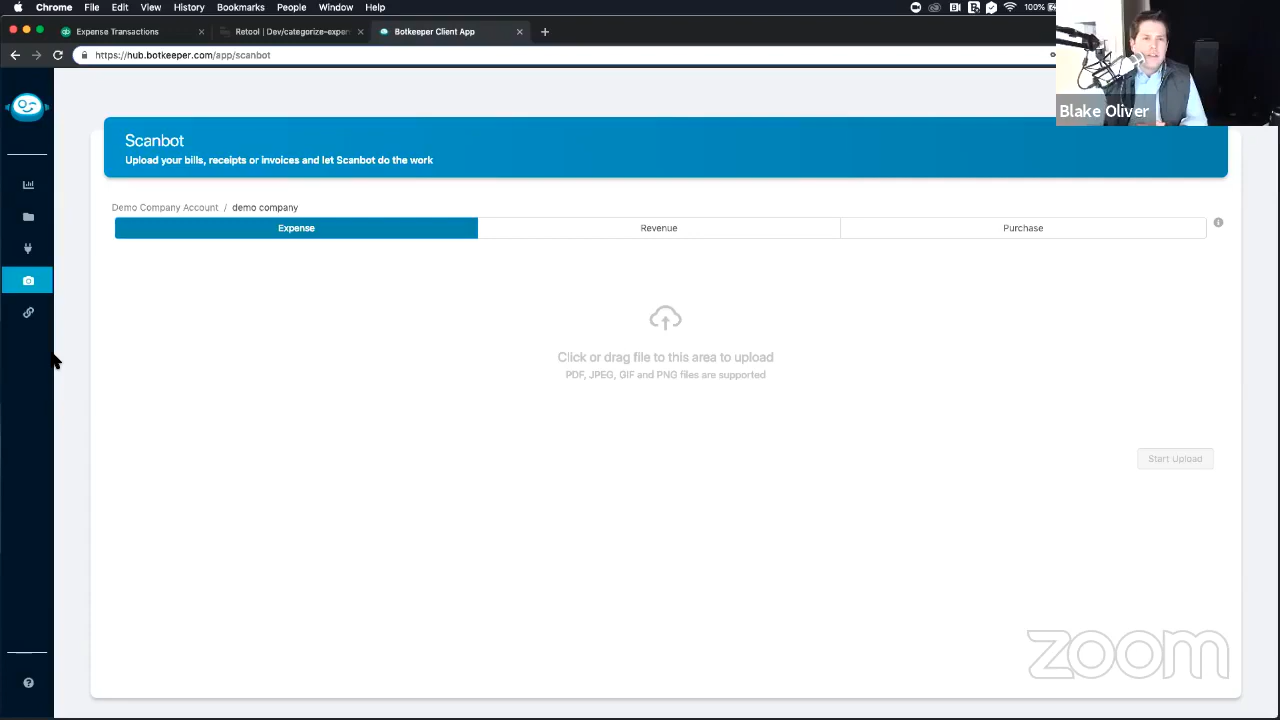 Chrome File Edit View History Bookmarks People Window Help
100%
Expense Transactions
Retool | Dev/categorize-expen
Botkeeper Client App
https://hub.botkeeper.com/app/scanbot
Blake Oliver
Scanbot
Upload your bills, receipts or invoices and let Scanbot do the work
Demo Company Account / demo company
Expense
Revenue
Purchase
Click or drag file to this area to upload
PDF, JPEG, GIF and PNG files are supported
Start Upload
zoom